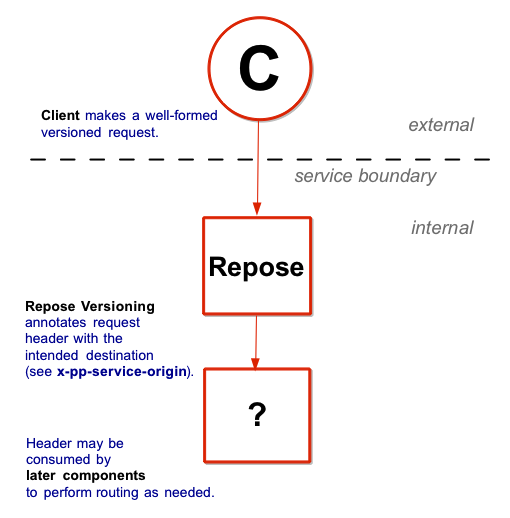 C
Client makes a well-formed
versioned request.
external
service boundary
internal
Repose
Repose Versioning
annotates request
header with the
intended destination
(see x-pp-service-origin).
?
Header may be
consumed by
later components
to perform routing as needed.